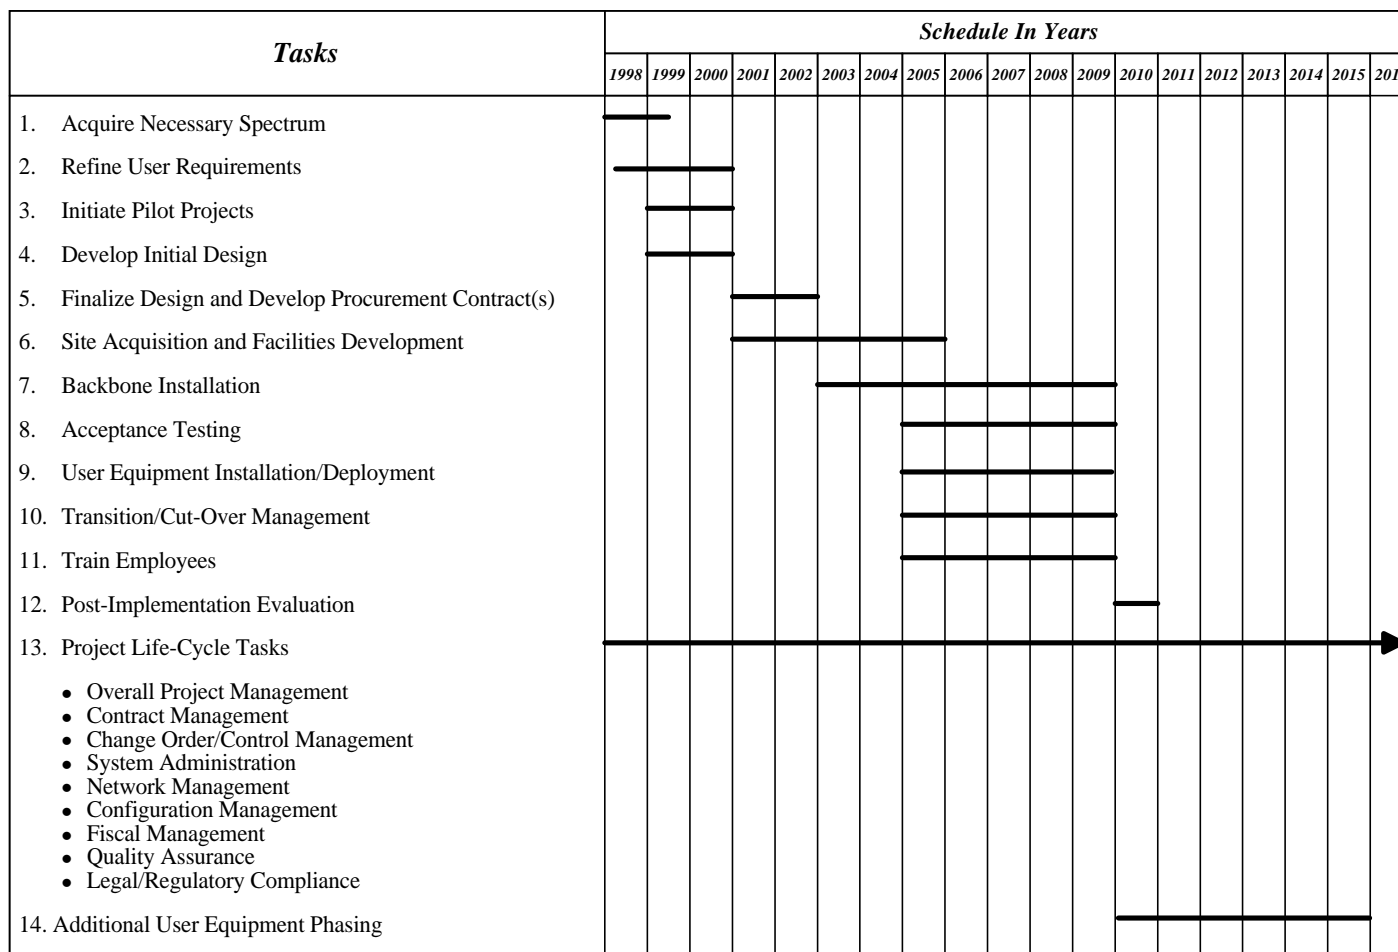 Tasks
Schedule In Years
1998 1999 2000 2001 2002 2003 2004 2005 2006 2007 2008 2009 2010 2011 2012 2013 2014 2015 201
1. Acquire Necessary Spectrum
2. Refine User Requirements
3. Initiate Pilot Projects
4. Develop Initial Design
5. Finalize Design and Develop Procurement Contract(s)
6. Site Acquisition and Facilities Development
7. Backbone Installation
8. Acceptance Testing
9. User Equipment Installation/Deployment
10. Transition/Cut-Over Management
11. Train Employees
12. Post-Implementation Evaluation
13. Project Life-Cycle Tasks
• Overall Project Management
• Contract Management
• Change Order/Control Management
• System Administration
• Network Management
• Configuration Management
• Fiscal Management
• Quality Assurance
• Legal/Regulatory Compliance
14. Additional User Equipment Phasing